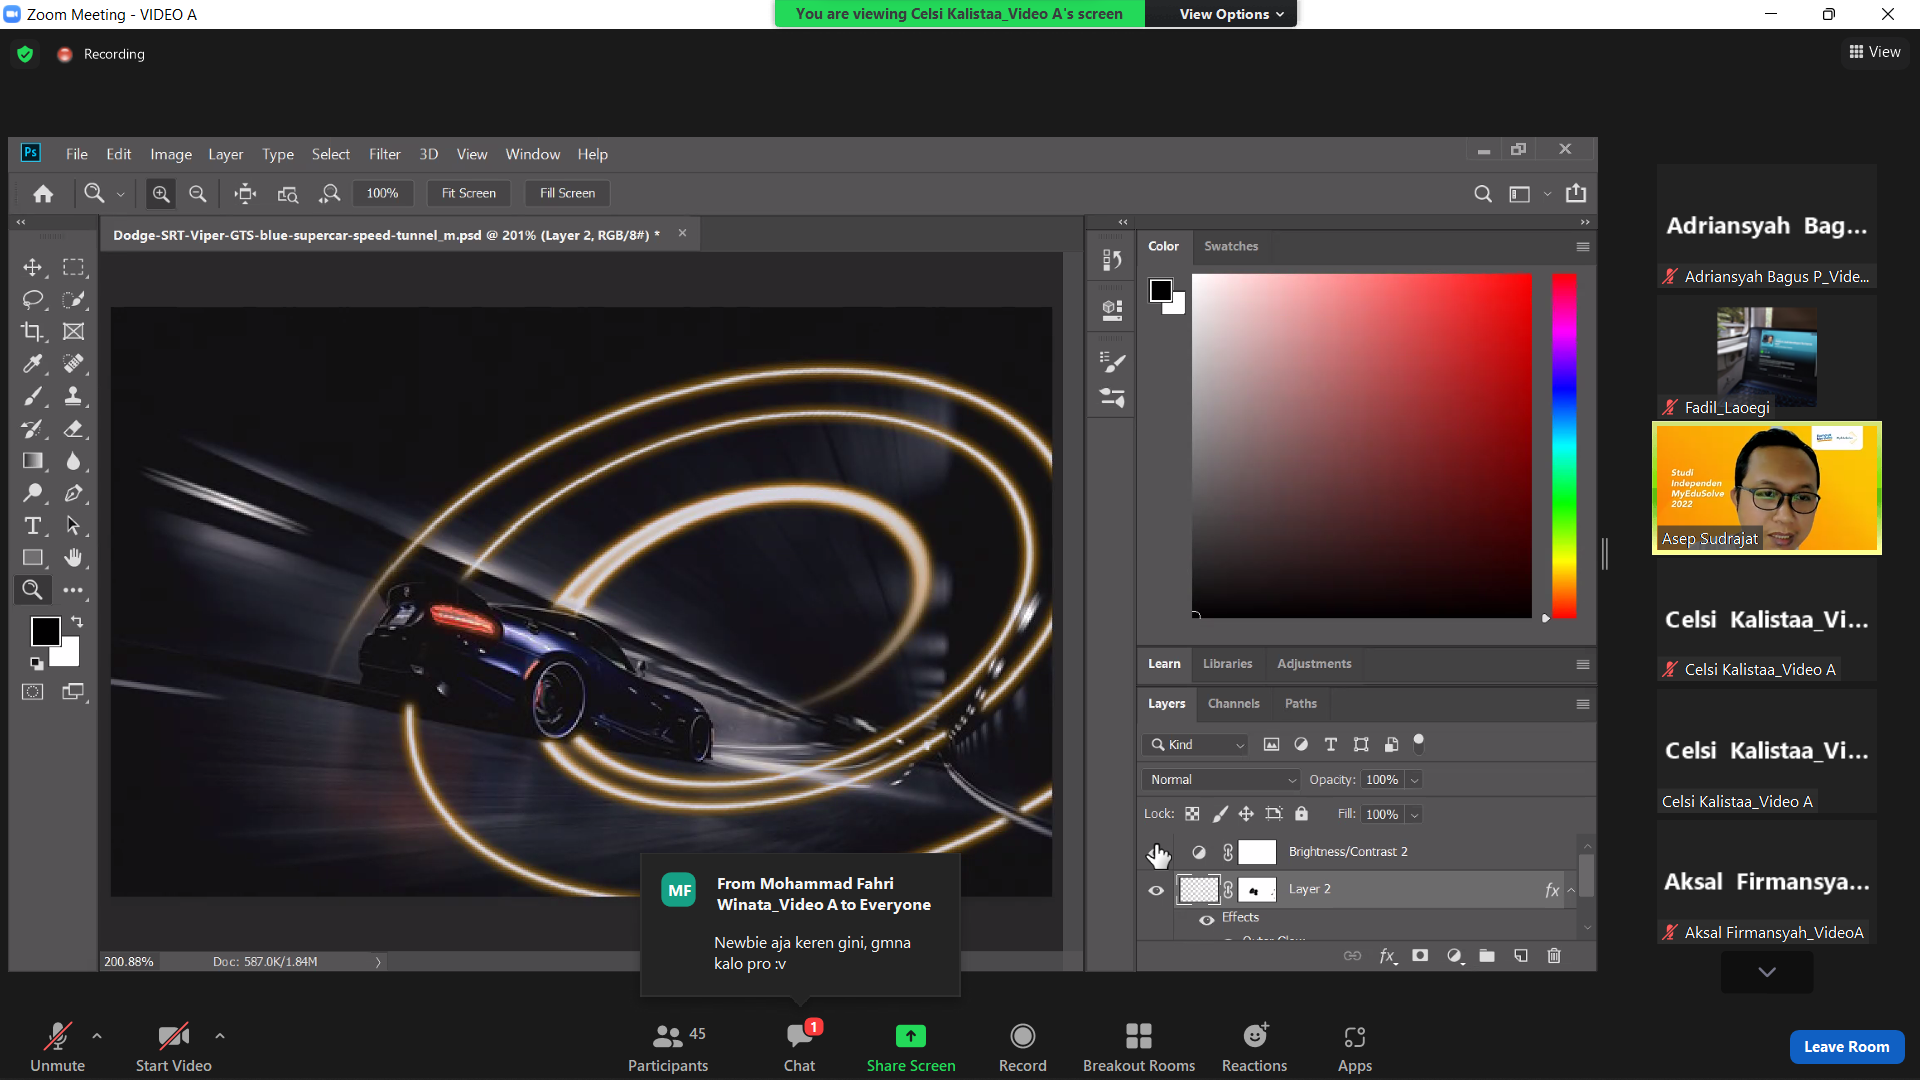 Zoom Meeting - VIDEO A
You are viewing Celsi Kalistaa_Video A's screen
View Options
Recording
View
Ps
File Edit Image Layer Type Select Filter 3D View Window Help
100% Fit Screen Fill Screen
Dodge-SRT-Viper-GTS-blue-supercar-speed-tunnel_m.psd @ 201% (Layer 2, RGB/8#) *
Color Swatches
Learn Libraries Adjustments
Layers Channels Paths
Kind
Normal Opacity: 100%
Lock: Fill: 100%
Brightness/Contrast 2
Layer 2 fx
Effects
Outer Glow
fx
200.88% Doc: 587.0K/1.84M
MF
From Mohammad Fahri
Winata_Video A to Everyone
Newbie aja keren gini, gmna
kalo pro :v
Adriansyah Bag...
Adriansyah Bagus P_Vide...
Fadil_Laoegi
Studi
Independen
MyEduSolve
2022
Asep Sudrajat
Celsi Kalistaa_Vi...
Celsi Kalistaa_Video A
Celsi Kalistaa_Vi...
Celsi Kalistaa_Video A
Aksal Firmansya...
Aksal Firmansyah_VideoA
Unmute
Start Video
45
Participants
1
Chat
Share Screen
Record
Breakout Rooms
Reactions
Apps
Leave Room